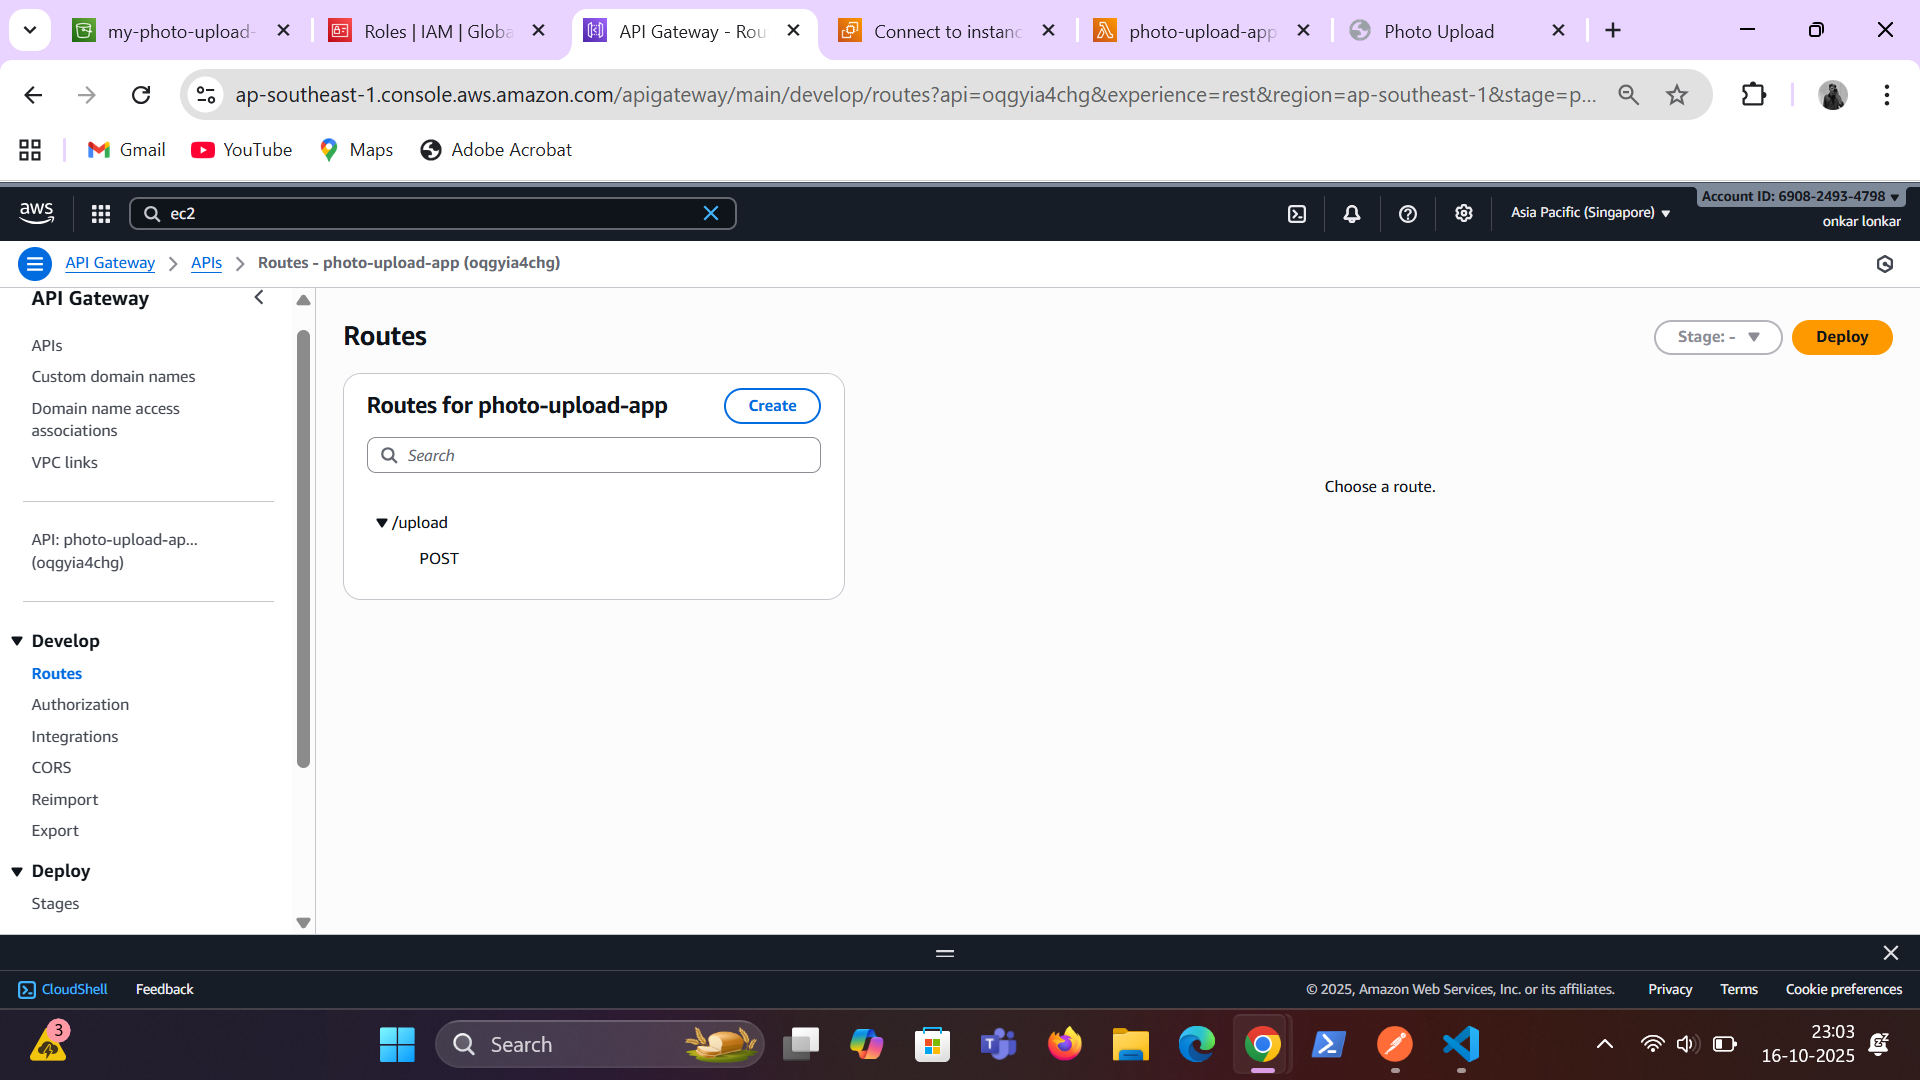 my-photo-upload-
Roles | IAM | Globa
API Gateway - Rou
Connect to instanc
photo-upload-app
Photo Upload
ap-southeast-1.console.aws.amazon.com/apigateway/main/develop/routes?api=oqgyia4chg&experience=rest&region=ap-southeast-1&stage=p...
Gmail
YouTube
Maps
Adobe Acrobat
aws
ec2
Asia Pacific (Singapore)
Account ID: 6908-2493-4798
onkar lonkar
API Gateway
APIs
Routes - photo-upload-app (oqgyia4chg)
API Gateway
APIs
Custom domain names
Domain name access
associations
VPC links
API: photo-upload-ap...
(oqgyia4chg)
Develop
Routes
Authorization
Integrations
CORS
Reimport
Export
Deploy
Stages
Routes
Stage: -
Deploy
Routes for photo-upload-app
Create
Search
/upload
POST
Choose a route.
CloudShell
Feedback
© 2025, Amazon Web Services, Inc. or its affiliates.
Privacy
Terms
Cookie preferences
3
Search
23:03
16-10-2025